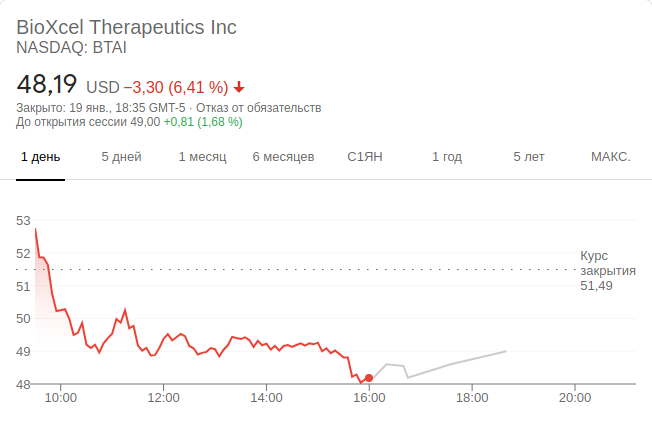 BioXcel Therapeutics Inc
NASDAQ: BTAI
48,19 USD −3,30 (6,41 %)
Закрыто: 19 янв., 18:35 GMT-5 · Отказ от обязательств
До открытия сессии 49,00 +0,81 (1,68 %)
1 день 5 дней 1 месяц 6 месяцев С1ЯН 1 год 5 лет МАКС.
53
52
Курс
закрытия
51,49
51
50
49
48
10:00 12:00 14:00 16:00 18:00 20:00